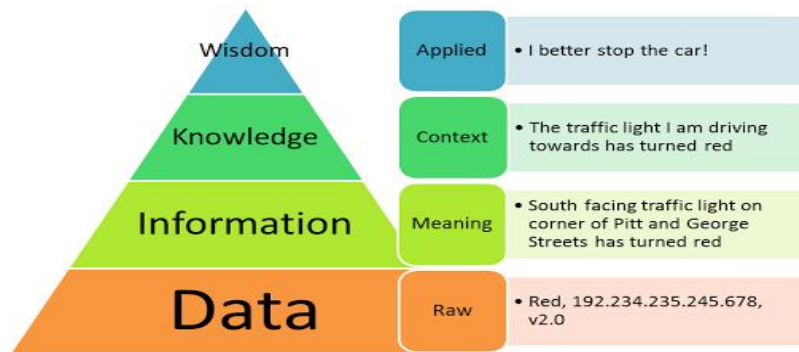 Wisdom
Applied
• I better stop the car!
Knowledge
Context
• The traffic light I am driving
towards has turned red
Information
Meaning
• South facing traffic light on
corner of Pitt and George
Streets has turned red
Data
Raw
• Red, 192.234.235.245.678,
v2.0